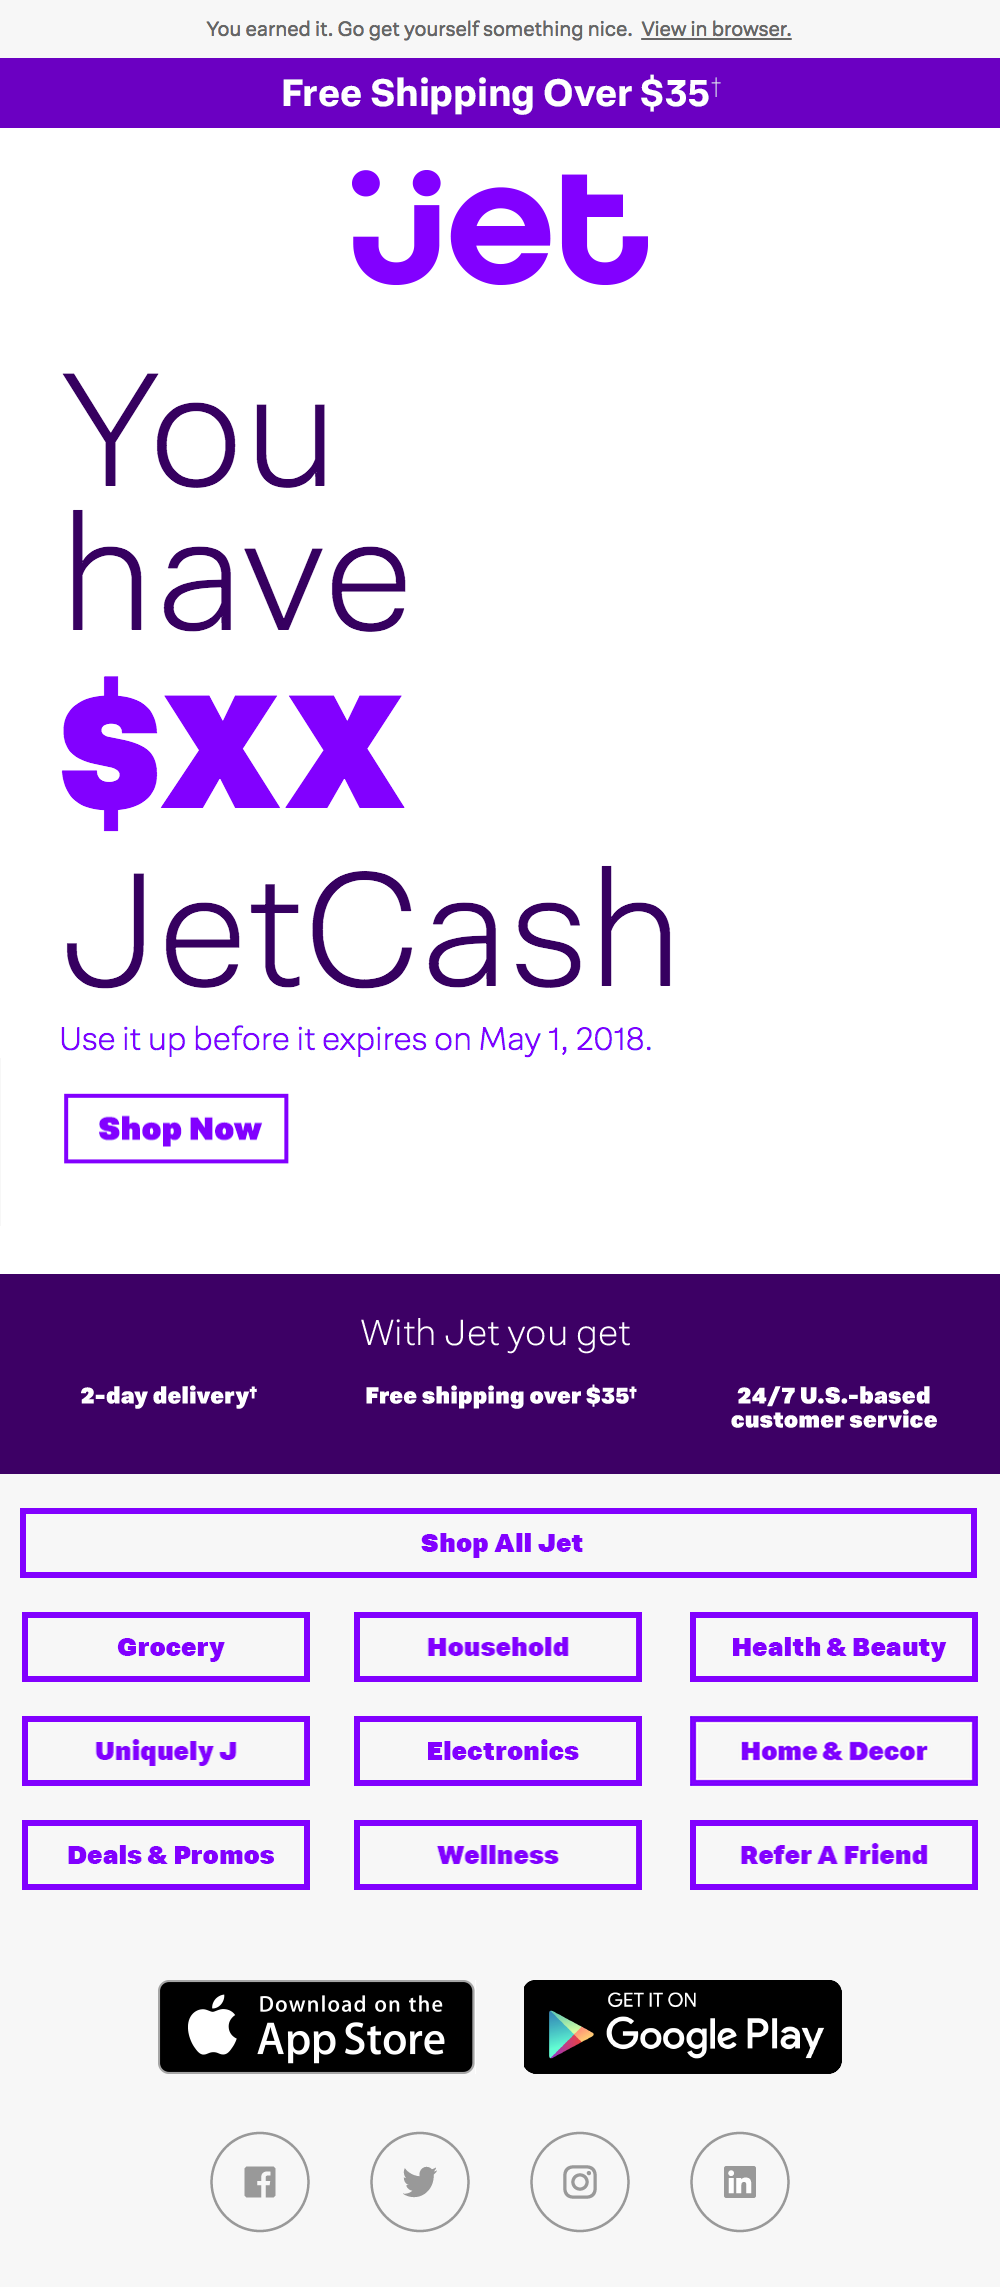 You earned it. Go get yourself something nice. View in browser.
Free Shipping Over $35†
jet
You
have
$XX
JetCash
Use it up before it expires on May 1, 2018.
Shop Now
With Jet you get
2-day delivery†
Free shipping over $35†
24/7 U.S.-based
customer service
Shop All Jet
Grocery
Household
Health & Beauty
Uniquely J
Electronics
Home & Decor
Deals & Promos
Wellness
Refer A Friend
Download on the
App Store
GET IT ON
Google Play